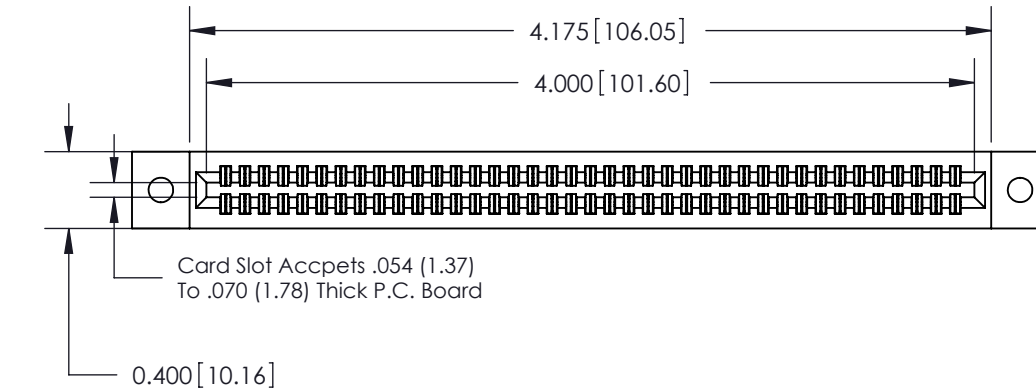 4.175[106.05]
4.000[101.60]
Card Slot Accpets .054 (1.37)
To .070 (1.78) Thick P.C. Board
0.400[10.16]